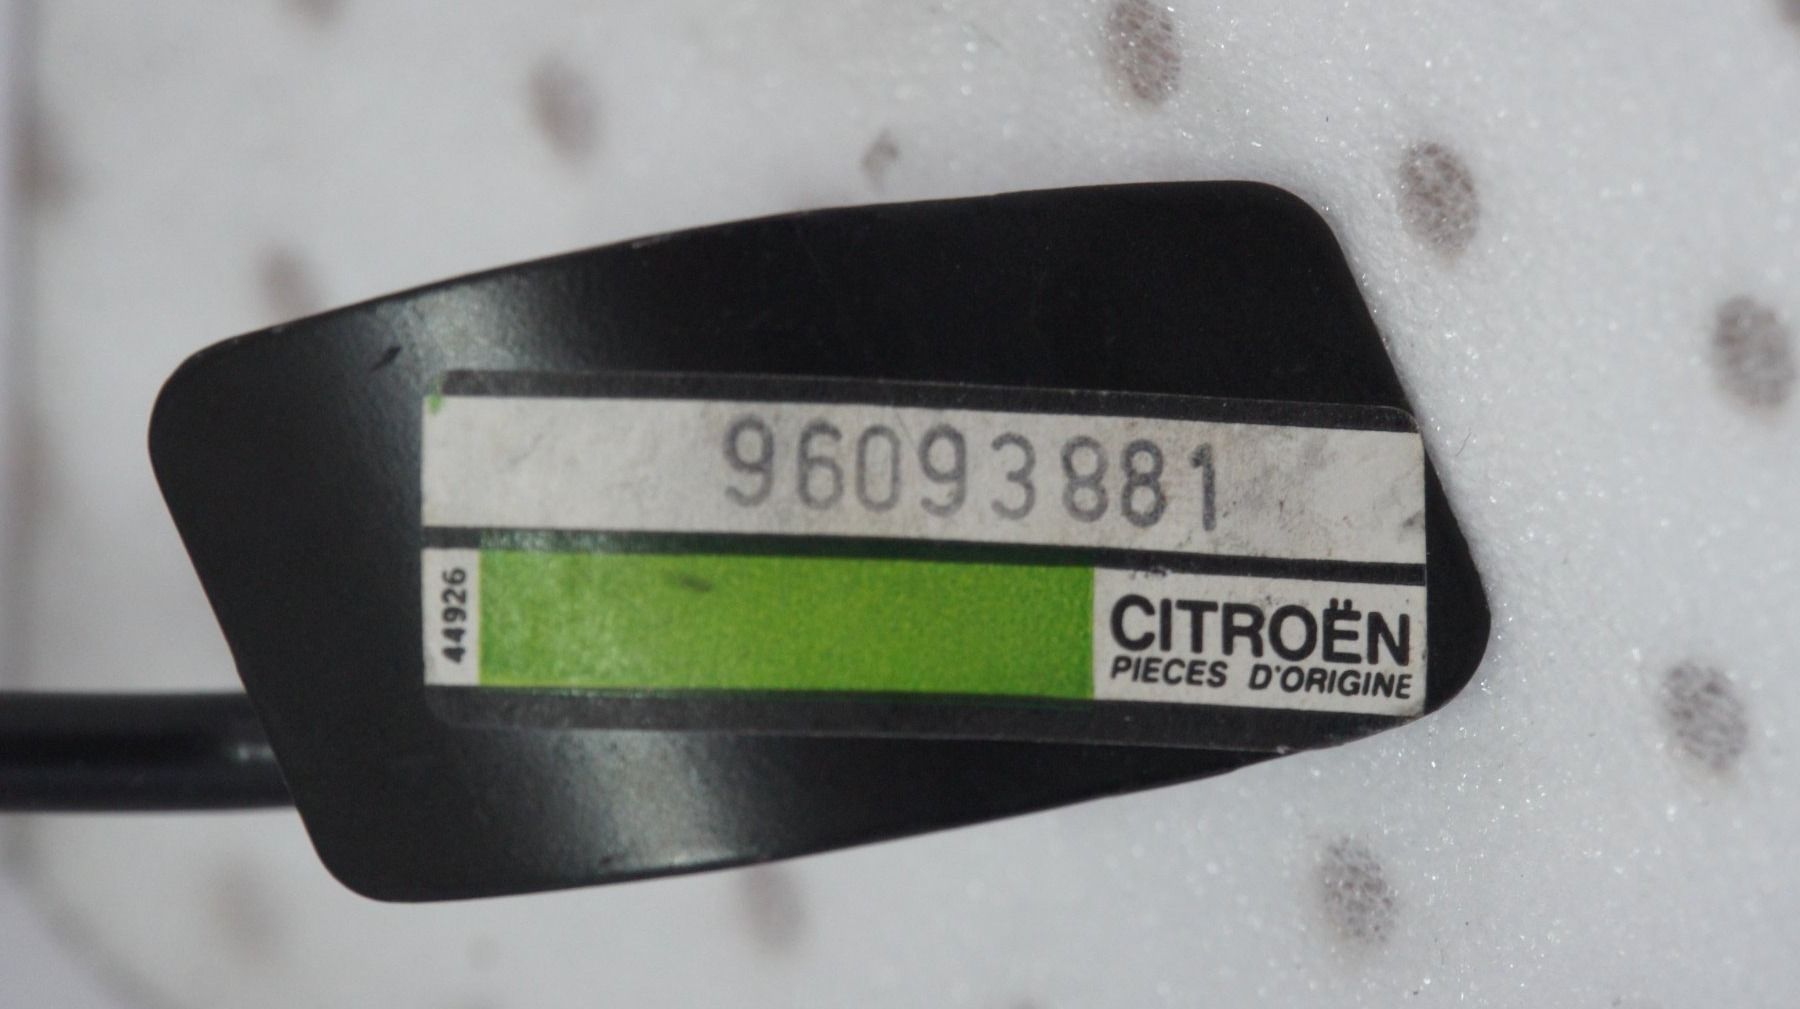 96093881
44926
CITROËN
PIECES D'ORIGINE